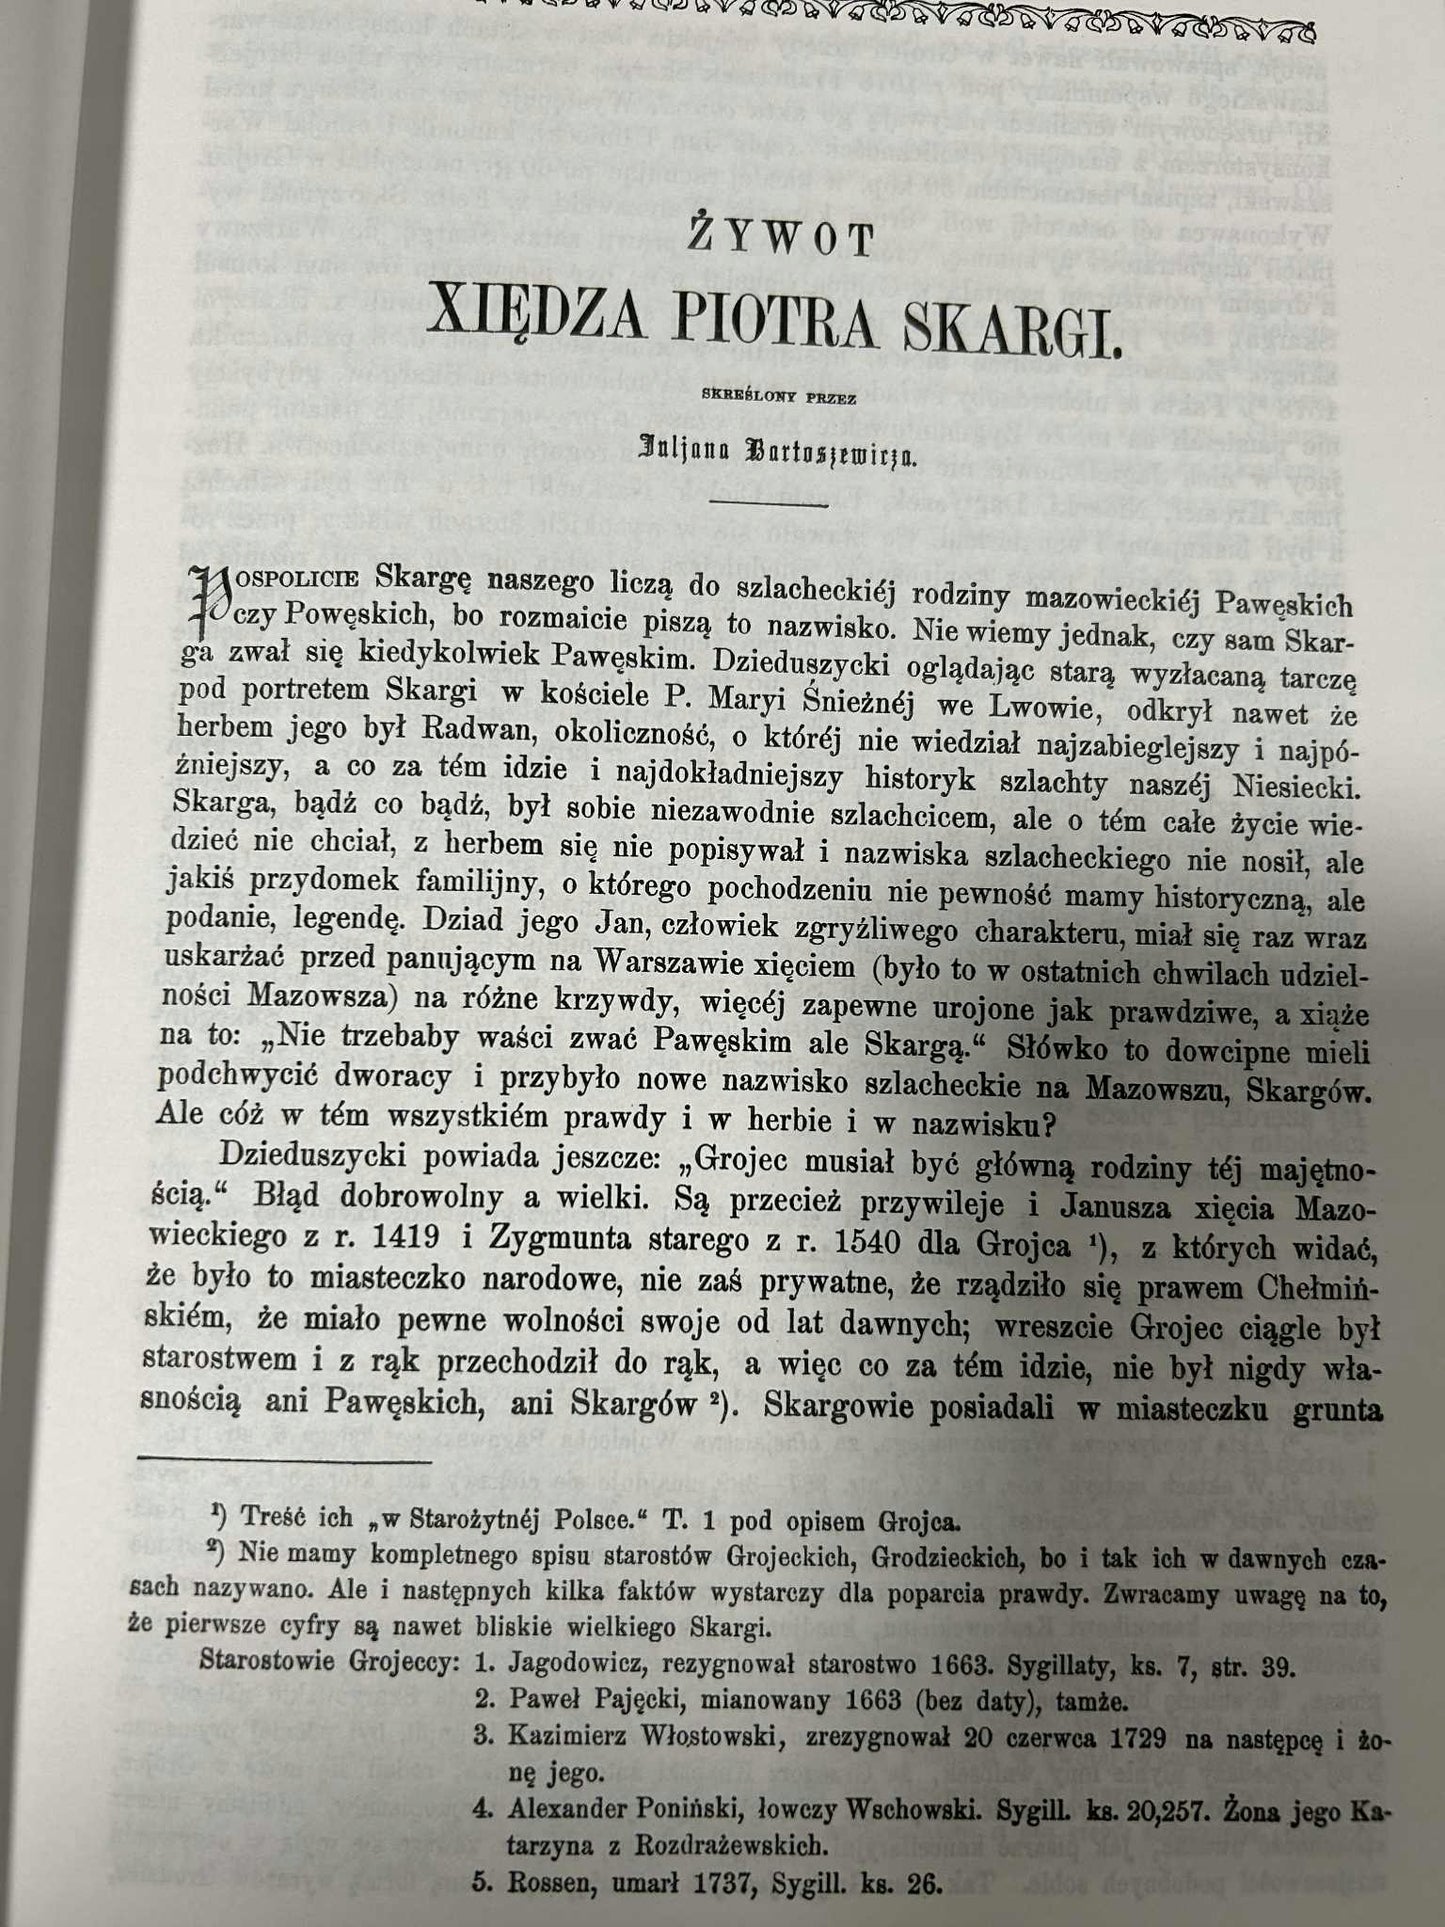 ŻYWOT
XIĘDZA PIOTRA SKARGI.
SKREŚLONY PRZEZ
Juljana Bartoszewicza.
POSPOLICIE Skargę naszego liczą do szlacheckiéj rodziny mazowieckiéj Pawęskich
czy Powęskich, bo rozmaicie piszą to nazwisko. Nie wiemy jednak, czy sam Skar-
ga zwał się kiedykolwiek Pawęskim. Dzieduszycki oglądając starą wyzłacaną tarczę
pod portretem Skargi w kościele P. Maryi Śnieżnéj we Lwowie, odkrył nawet że
herbem jego był Radwan, okoliczność, o któréj nie wiedział najzabieglejszy i najpó-
źniejszy, a co za tém idzie i najdokładniejszy historyk szlachty naszéj Niesiecki.
Skarga, bądź co bądź, był sobie niezawodnie szlachcicem, ale o tém całe życie wie-
dzieć nie chciał, z herbem się nie popisywał i nazwiska szlacheckiego nie nosił, ale
jakiś przydomek familijny, o którego pochodzeniu nie pewność mamy historyczną, ale
podanie, legendę. Dziad jego Jan, człowiek zgryźliwego charakteru, miał się raz wraz
uskarżać przed panującym na Warszawie xięciem (było to w ostatnich chwilach udziel-
ności Mazowsza) na różne krzywdy, więcéj zapewne urojone jak prawdziwe, a xiąże
na to: „Nie trzebaby waści zwać Pawęskim ale Skargą.“ Słówko to dowcipne mieli
podchwycić dworacy i przybyło nowe nazwisko szlacheckie na Mazowszu, Skargów.
Ale cóż w tém wszystkiém prawdy i w herbie i w nazwisku?
Dzieduszycki powiada jeszcze: „Grojec musiał być główną rodziny téj majętno-
ścią.“ Błąd dobrowolny a wielki. Są przecież przywileje i Janusza xięcia Mazo-
wieckiego z r. 1419 i Zygmunta starego z r. 1540 dla Grojca ¹), z których widać,
że było to miasteczko narodowe, nie zaś prywatne, że rządziło się prawem Chełmiń-
skiém, że miało pewne wolności swoje od lat dawnych; wreszcie Grojec ciągle był
starostwem i z rąk przechodził do rąk, a więc co za tém idzie, nie był nigdy wła-
snością ani Pawęskich, ani Skargów ²). Skargowie posiadali w miasteczku grunta
¹) Treść ich „w Starożytnéj Polsce.“ T. 1 pod opisem Grojca.
²) Nie mamy kompletnego spisu starostów Grojeckich, Grodzieckich, bo i tak ich w dawnych cza-
sach nazywano. Ale i następnych kilka faktów wystarczy dla poparcia prawdy. Zwracamy uwagę na to,
że pierwsze cyfry są nawet bliskie wielkiego Skargi.
Starostowie Grojeccy: 1. Jagodowicz, rezygnował starostwo 1663. Sygillaty, ks. 7, str. 39.
2. Paweł Pajęcki, mianowany 1663 (bez daty), tamże.
3. Kazimierz Włostowski, zrezygnował 20 czerwca 1729 na następcę i żo-
nę jego.
4. Alexander Poniński, łowczy Wschowski. Sygill. ks. 20,257. Żona jego Ka-
tarzyna z Rozdrażewskich.
5. Rossen, umarł 1737, Sygill. ks. 26.